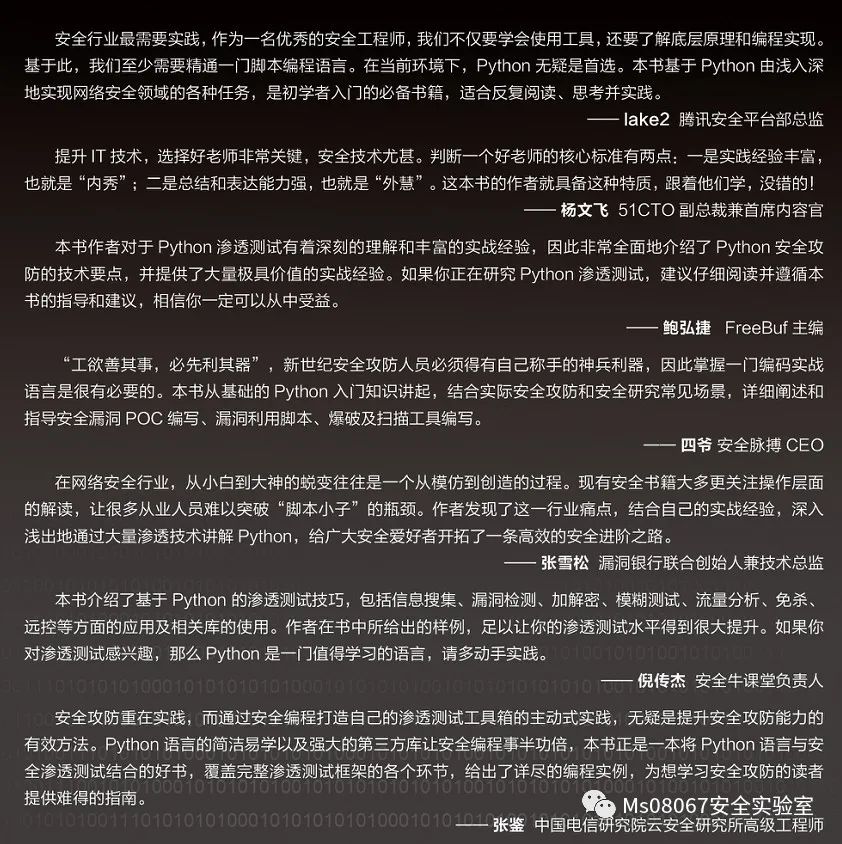 安全行业最需要实践，作为一名优秀的安全工程师，我们不仅要学会使用工具，还要了解底层原理和编程实现。
基于此，我们至少需要精通一门脚本编程语言。在当前环境下，Python 无疑是首选。本书基于 Python 由浅入深
地实现网络安全领域的各种任务，是初学者入门的必备书籍，适合反复阅读、思考并实践。
—— lake2 腾讯安全平台部总监
提升 IT 技术，选择好老师非常关键，安全技术尤甚。判断一个好老师的核心标准有两点：一是实践经验丰富，
也就是“内秀”；二是总结和表达能力强，也就是“外慧”。这本书的作者就具备这种特质，跟着他们学，没错的！
—— 杨文飞 51CTO 副总裁兼首席内容官
本书作者对于 Python 渗透测试有着深刻的理解和丰富的实战经验，因此非常全面地介绍了 Python 安全攻
防的技术要点，并提供了大量极具价值的实战经验。如果你正在研究 Python 渗透测试，建议仔细阅读并遵循本
书的指导和建议，相信你一定可以从中受益。
—— 鲍弘捷 FreeBuf 主编
“工欲善其事，必先利其器”，新世纪安全攻防人员必须得有自己称手的神兵利器，因此掌握一门编码实战
语言是很有必要的。本书从基础的 Python 入门知识讲起，结合实际安全攻防和安全研究常见场景，详细阐述和
指导安全漏洞 POC 编写、漏洞利用脚本、爆破及扫描工具编写。
—— 四爷 安全脉搏 CEO
在网络安全行业，从小白到大神的蜕变往往是一个从模仿到创造的过程。现有安全书籍大多更关注操作层面
的解读，让很多从业人员难以突破“脚本小子”的瓶颈。作者发现了这一行业痛点，结合自己的实战经验，深入
浅出地通过大量渗透技术讲解 Python，给广大安全爱好者开拓了一条高效的安全进阶之路。
—— 张雪松 漏洞银行联合创始人兼技术总监
本书介绍了基于 Python 的渗透测试技巧，包括信息搜集、漏洞检测、加解密、模糊测试、流量分析、免杀、
远控等方面的应用及相关库的使用。作者在书中所给出的样例，足以让你的渗透测试水平得到很大提升。如果你
对渗透测试感兴趣，那么 Python 是一门值得学习的语言，请多动手实践。
—— 倪传杰 安全牛课堂负责人
安全攻防重在实践，而通过安全编程打造自己的渗透测试工具箱的主动式实践，无疑是提升安全攻防能力的
有效方法。Python 语言的简洁易学以及强大的第三方库让安全编程事半功倍，本书正是一本将 Python 语言与安
全渗透测试结合的好书，覆盖完整渗透测试框架的各个环节，给出了详尽的编程实例，为想学习安全攻防的读者
提供难得的指南。
Ms08067安全实验室
—— 张鉴 中国电信研究院云安全研究所高级工程师